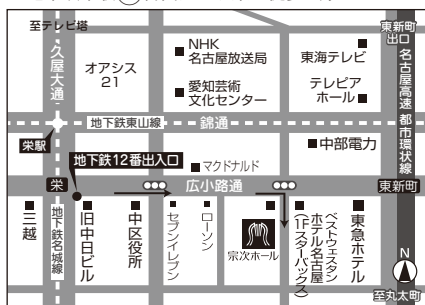 至テレビ塔
久屋大通
オアシス
21
NHK
名古屋放送局
愛知芸術
文化センター
東海テレビ
テレピア
ホール
東新町
出口
名古屋高速 都市環状線
地下鉄東山線
錦通
栄駅
地下鉄12番出入口
マクドナルド
中部電力
栄
広小路通
東新町
三越
地下鉄名城線
旧中日ビル
中区役所
セブンイレブン
ローソン
宗次ホール
ベストウェスタン
ホテル名古屋
(1Fスターバックス)
東急ホテル
N
至丸太町